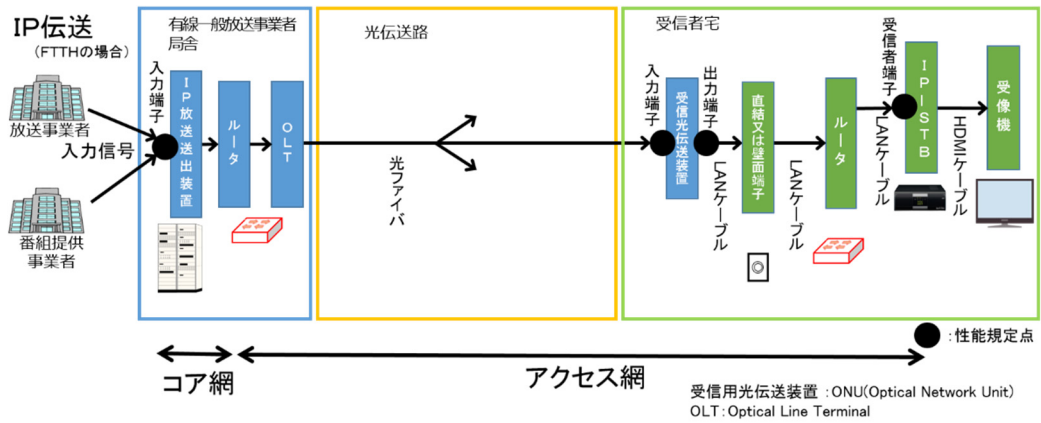 IP伝送
（FTTHの場合）
放送事業者
入力信号
番組提供
事業者
有線一般放送事業者
局舎
入力端子
IP放送送出装置
ルータ
OLT
光伝送路
光ファイバ
受信者宅
入力端子
受信光伝送装置
出力端子
LANケーブル
直結又は壁面端子
LANケーブル
ルータ
受信者端子
LANケーブル
IP-STB
HDMIケーブル
受像機
：性能規定点
コア網
アクセス網
受信用光伝送装置：ONU(Optical Network Unit)
OLT：Optical Line Terminal